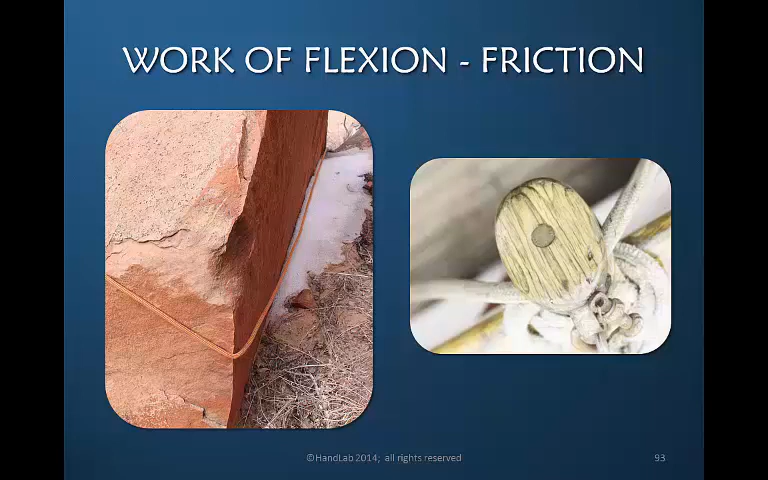 WORK OF FLEXION - FRICTION
©HandLab 2014; all rights reserved
93